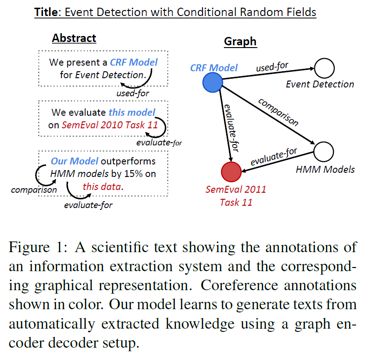 Title: Event Detection with Conditional Random Fields
Abstract
We present a CRF Model
for Event Detection.
used-for
We evaluate this model
on SemEval 2010 Task 11
evaluate-for
Our Model outperforms
HMM models by 15% on
this data.
comparison
evaluate-for
Graph
CRF Model
used-for
Event Detection
comparison
evaluate-for
evaluate-for
HMM Models
SemEval 2011
Task 11
Figure 1: A scientific text showing the annotations of
an information extraction system and the correspond-
ing graphical representation. Coreference annotations
shown in color. Our model learns to generate texts from
automatically extracted knowledge using a graph en-
coder decoder setup.